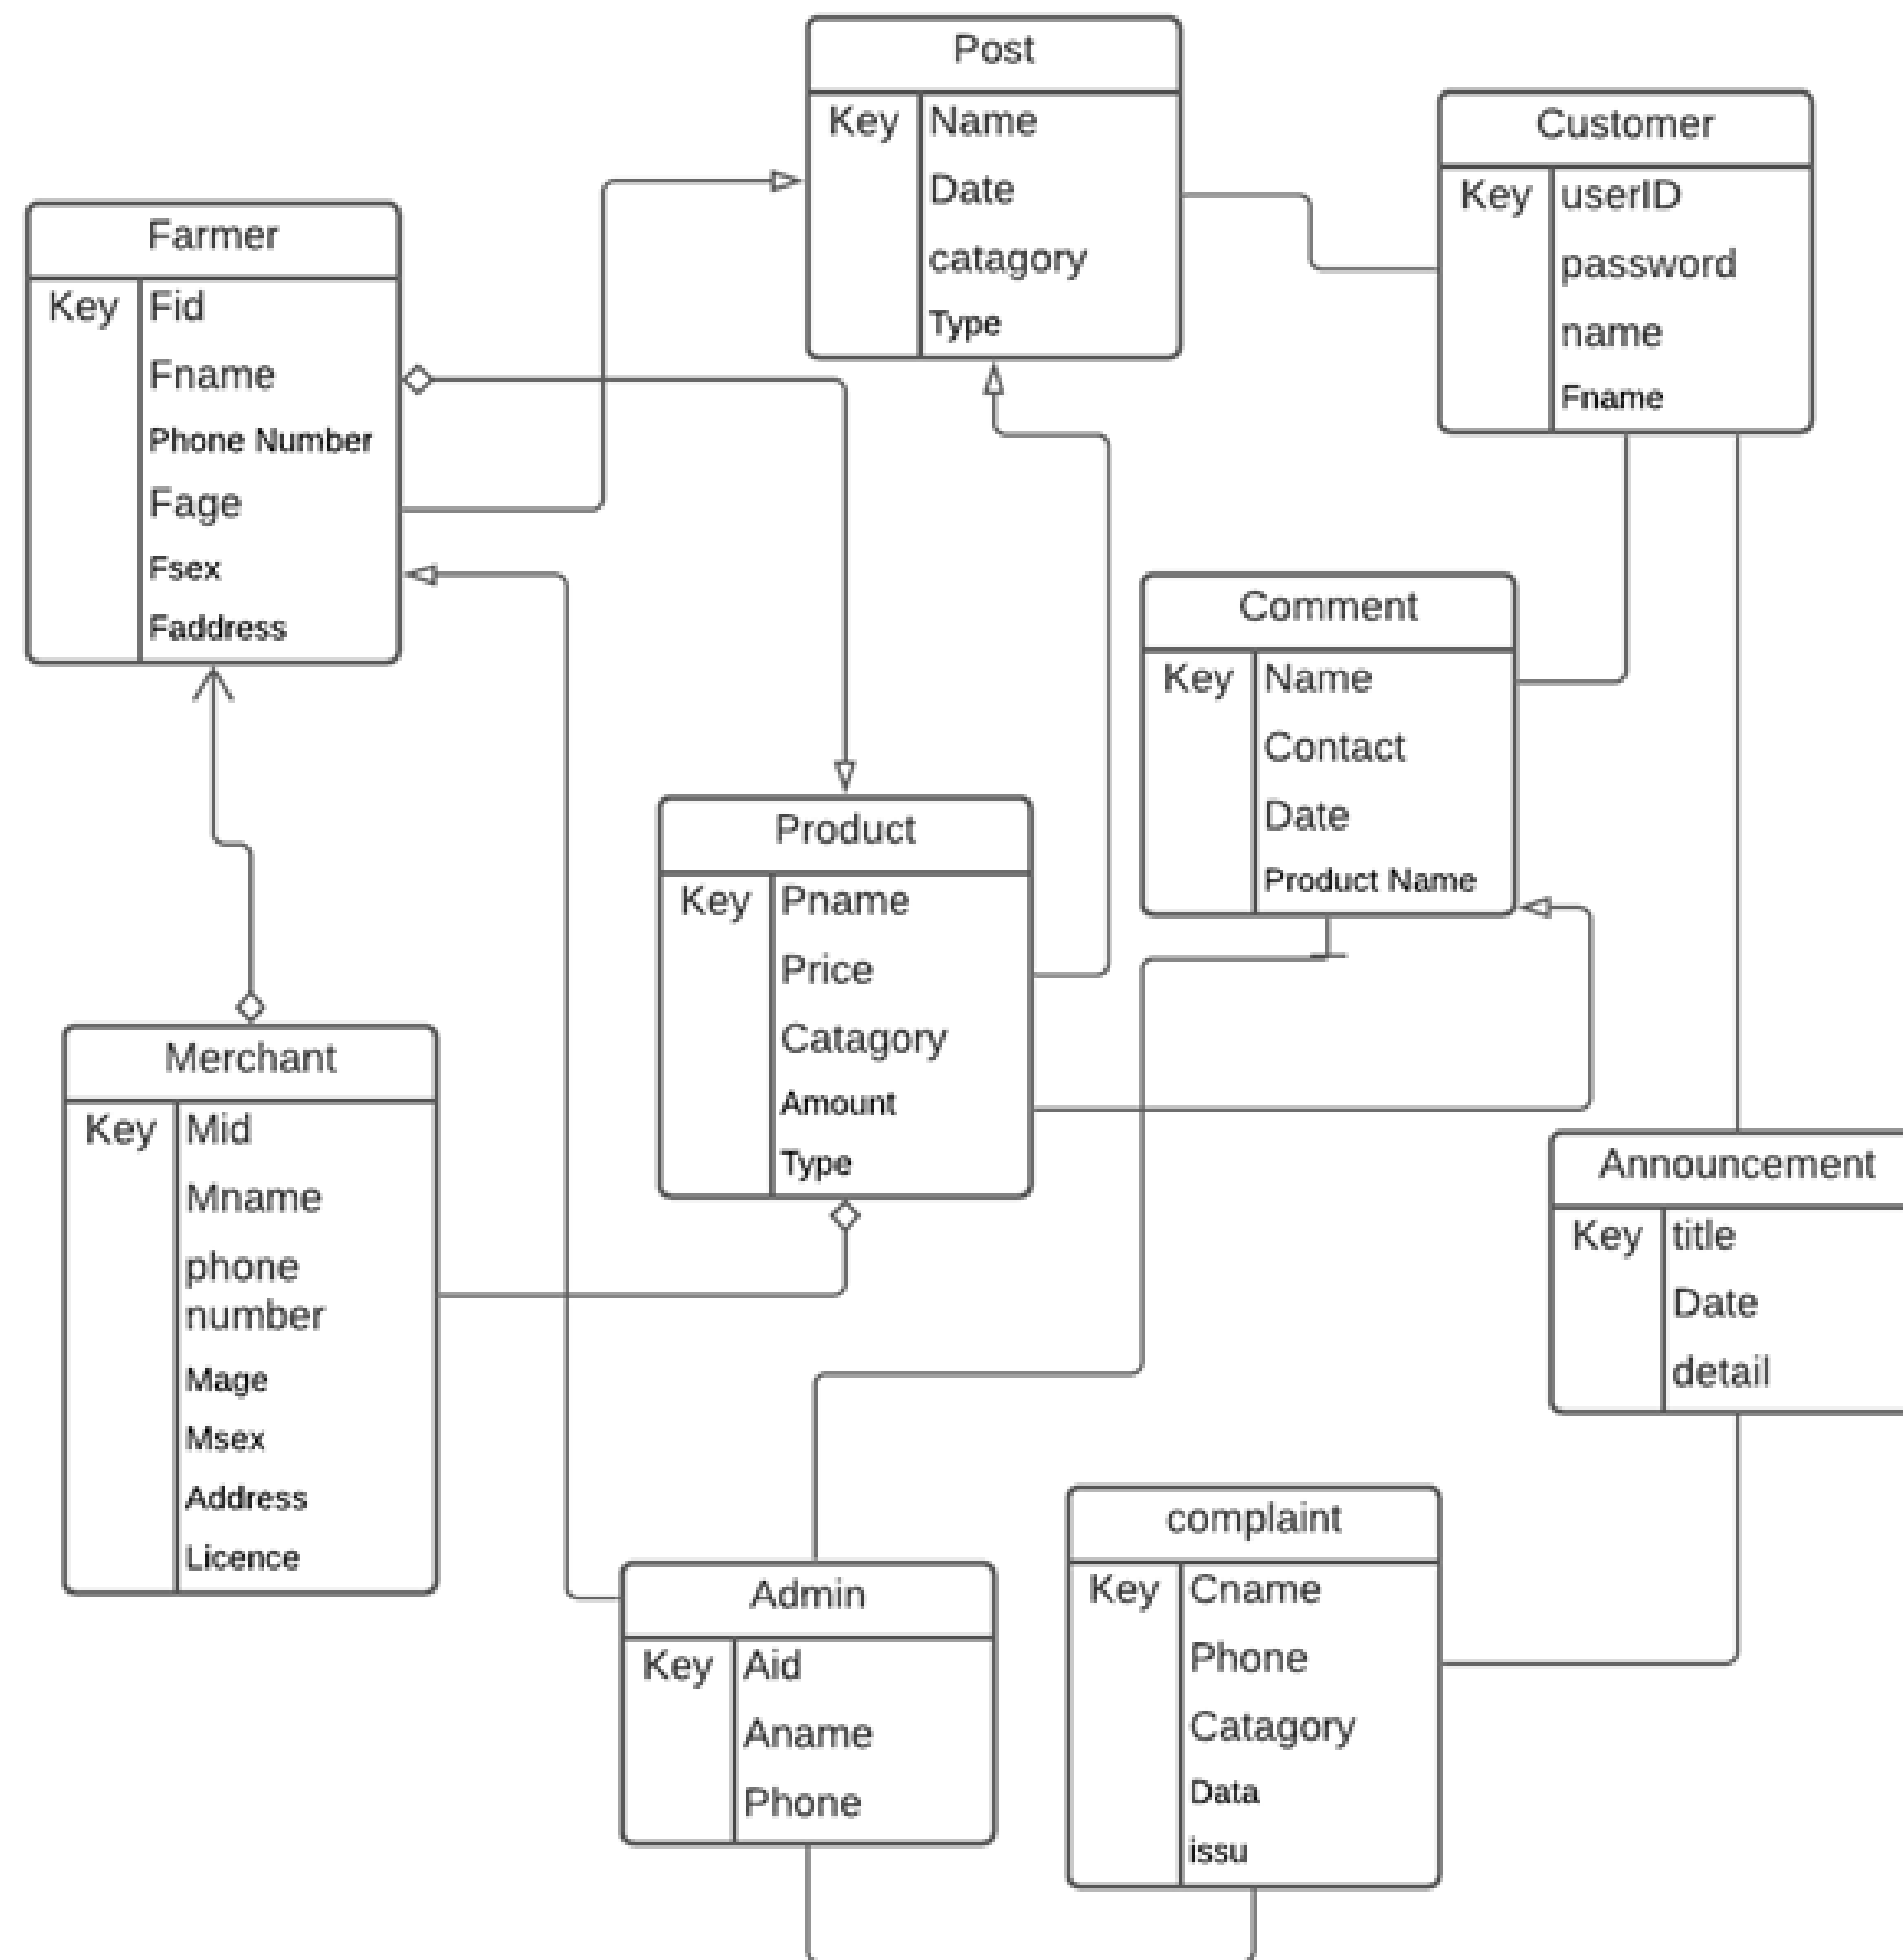 Post
Key
Name
Date
catagory
Type
Customer
Key
userID
password
name
Fname
Farmer
Key
Fid
Fname
Phone Number
Fage
Fsex
Faddress
Comment
Key
Name
Contact
Date
Product Name
Product
Key
Pname
Price
Catagory
Amount
Type
Merchant
Key
Mid
Mname
phone
number
Mage
Msex
Address
Licence
Announcement
Key
title
Date
detail
complaint
Key
Cname
Phone
Catagory
Data
issu
Admin
Key
Aid
Aname
Phone